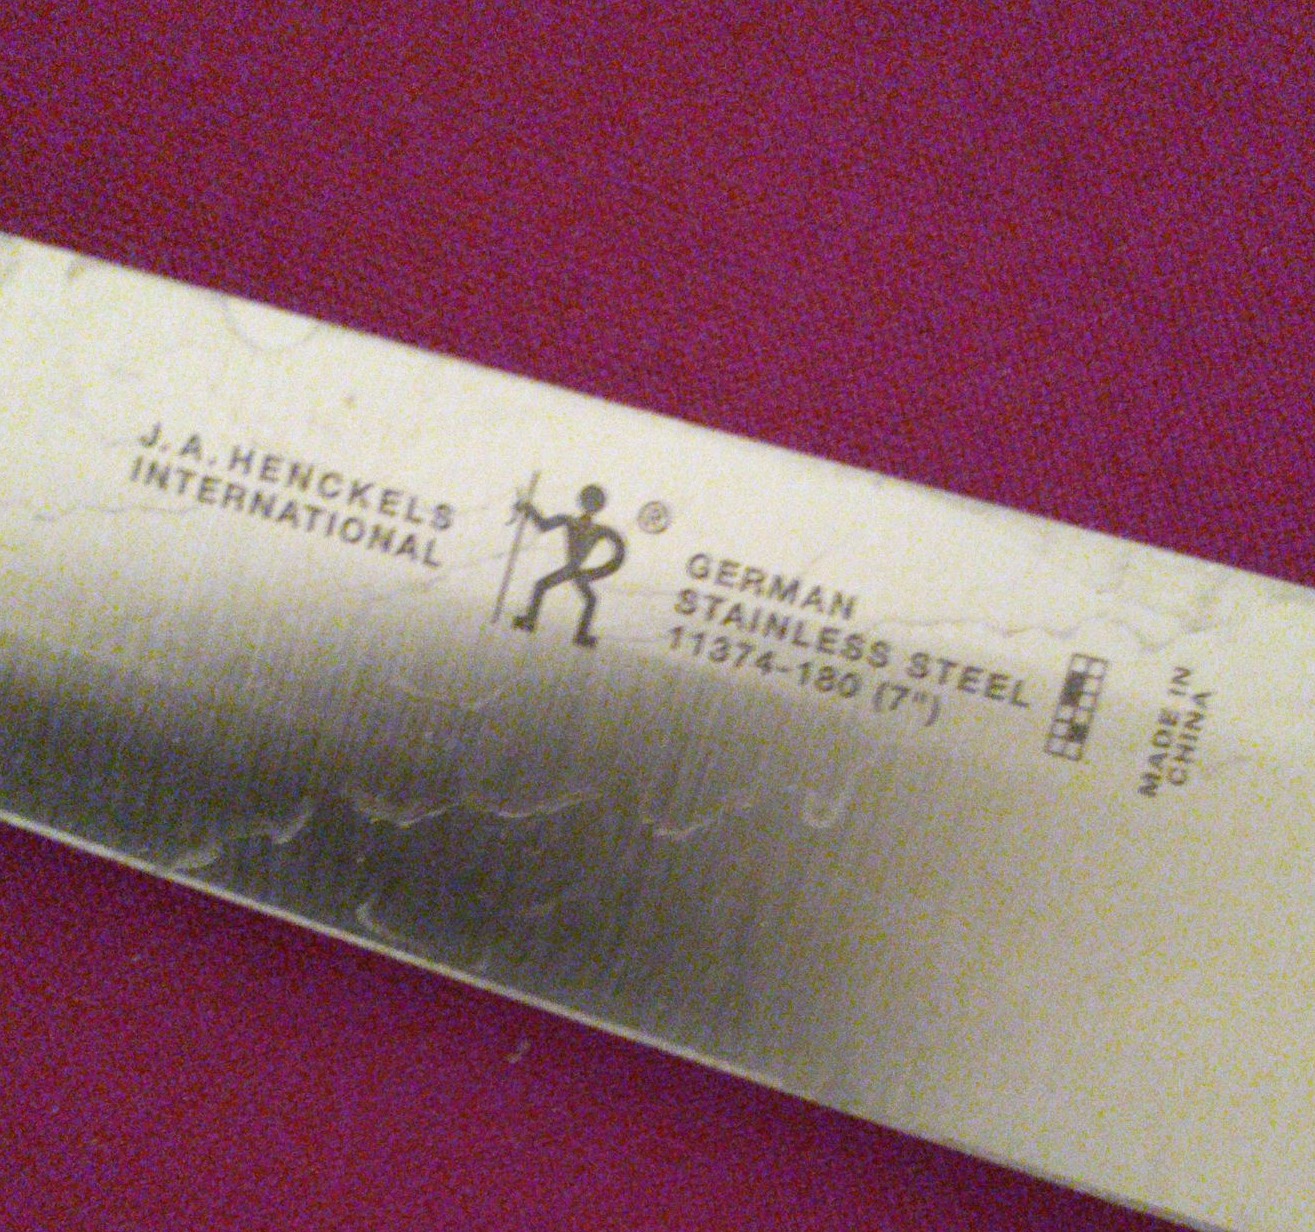 J.A. HENCKELS
INTERNATIONAL
®
GERMAN
STAINLESS STEEL
11374-180 (7")
MADE IN
CHINA